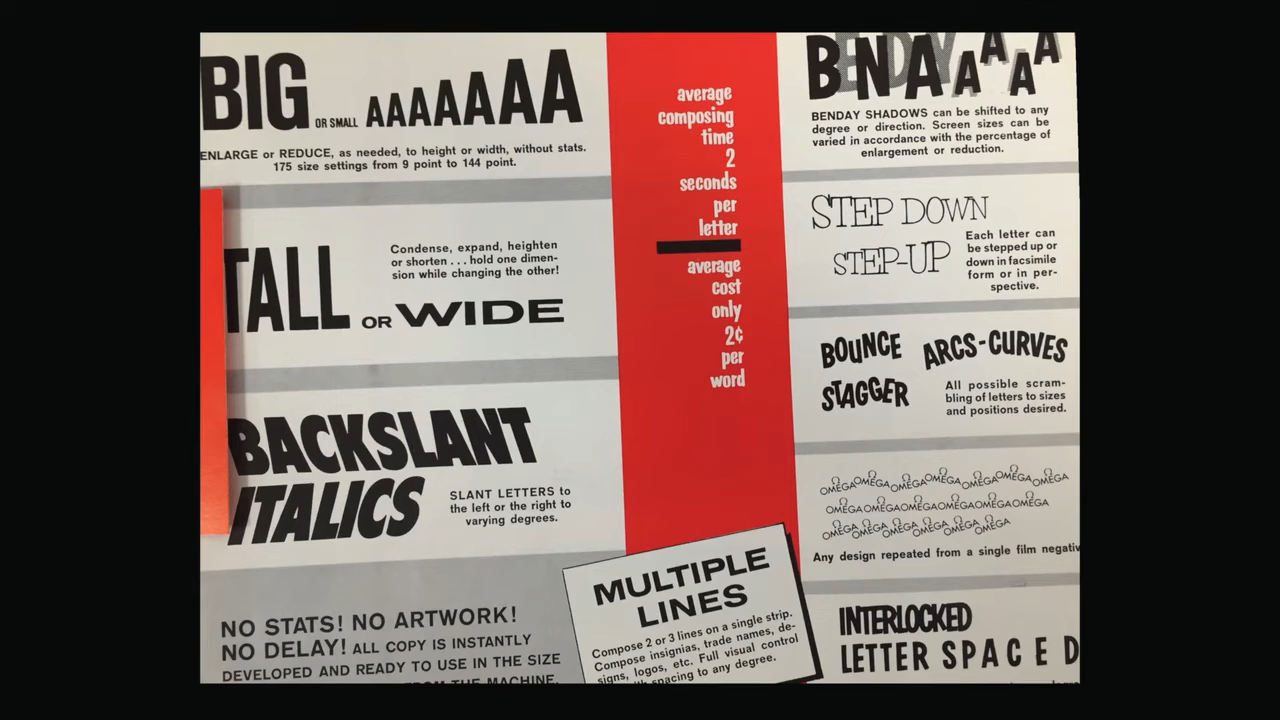 BIG OR SMALL AAAAAAA
ENLARGE or REDUCE, as needed, to height or width, without stats.
175 size settings from 9 point to 144 point.
TALL OR WIDE
Condense, expand, heighten
or shorten . . . hold one dimen-
sion while changing the other!
BACKSLANT
ITALICS
SLANT LETTERS to
the left or the right to
varying degrees.
NO STATS! NO ARTWORK!
NO DELAY! ALL COPY IS INSTANTLY
DEVELOPED AND READY TO USE IN THE SIZE
FROM THE MACHINE.
average
composing
time
2
seconds
per
letter
average
cost
only
2¢
per
word
MULTIPLE
LINES
Compose 2 or 3 lines on a single strip.
Compose insignias, trade names, de-
signs, logos, etc. Full visual control
spacing to any degree.
BENDAY AAAA
BENDAY SHADOWS can be shifted to any
degree or direction. Screen sizes can be
varied in accordance with the percentage of
enlargement or reduction.
STEP DOWN
STEP-UP
Each letter can
be stepped up or
down in facsimile
form or in per-
spective.
BOUNCE ARCS-CURVES
STAGGER
All possible scram-
bling of letters to sizes
and positions desired.
OMEGA OMEGA OMEGA OMEGA OMEGA OMEGA OMEGA
OMEGA OMEGA OMEGA OMEGA OMEGA OMEGA
OMEGA OMEGA OMEGA OMEGA OMEGA OMEGA
Any design repeated from a single film negativ
INTERLOCKED
LETTER SPACED